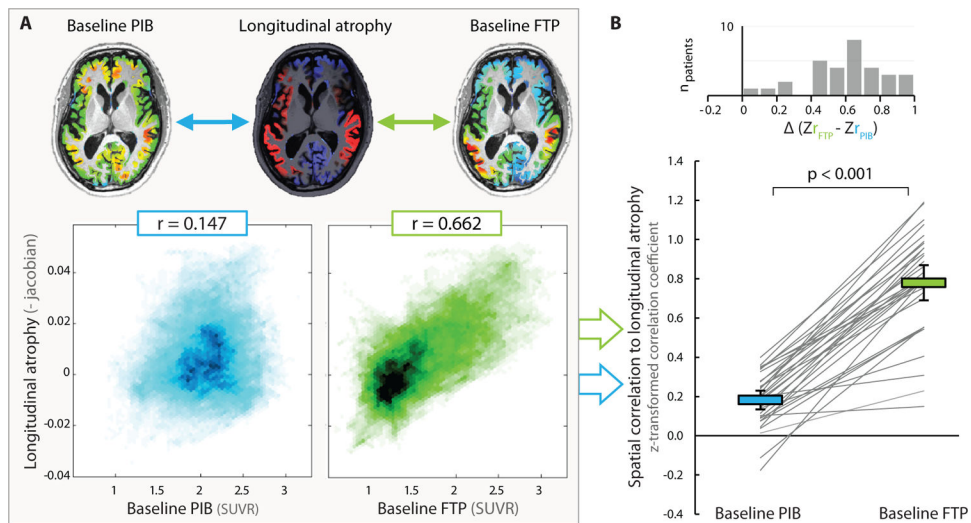 A
Baseline PIB
Longitudinal atrophy
Baseline FTP
r = 0.147
r = 0.662
Longitudinal atrophy (- jacobian)
0.04
0.02
0
-0.02
-0.04
1 1.5 2 2.5 3
Baseline PIB (SUVR)
1 1.5 2 2.5 3
Baseline FTP (SUVR)
B
10
n patients
-0.2 0 0.2 0.4 0.6 0.8 1
Δ (ZrFTP - ZrPIB)
Spatial correlation to longitudinal atrophy
z-transformed correlation coefficient
1.4
1.2
1.0
0.8
0.6
0.4
0.2
0.0
-0.2
-0.4
p < 0.001
Baseline PIB
Baseline FTP